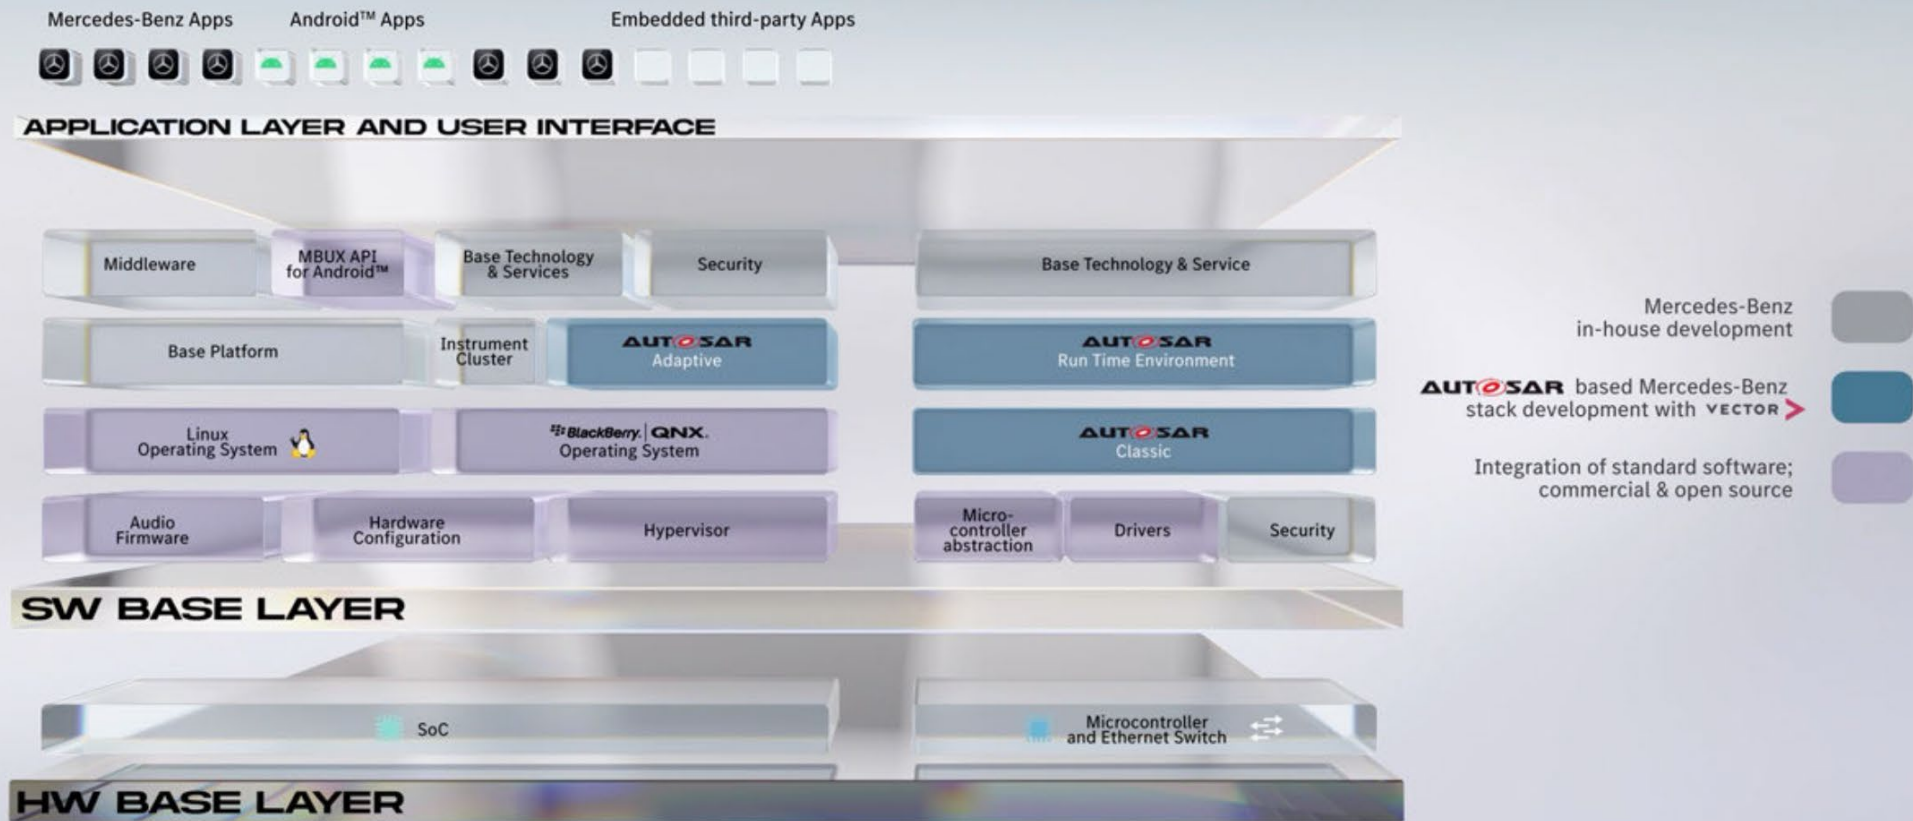 Mercedes-Benz Apps
Android™ Apps
Embedded third-party Apps
APPLICATION LAYER AND USER INTERFACE
Middleware
MBUX API
for Android™
Base Technology
& Services
Security
Base Technology & Service
Base Platform
Instrument
Cluster
AUTOSAR
Adaptive
AUTOSAR
Run Time Environment
Linux
Operating System
BlackBerry. | QNX.
Operating System
AUTOSAR
Classic
Audio
Firmware
Hardware
Configuration
Hypervisor
Micro-
controller
abstraction
Drivers
Security
SW BASE LAYER
SoC
Microcontroller
and Ethernet Switch
HW BASE LAYER
Mercedes-Benz
in-house development
AUTOSAR based Mercedes-Benz
stack development with VECTOR
Integration of standard software;
commercial & open source